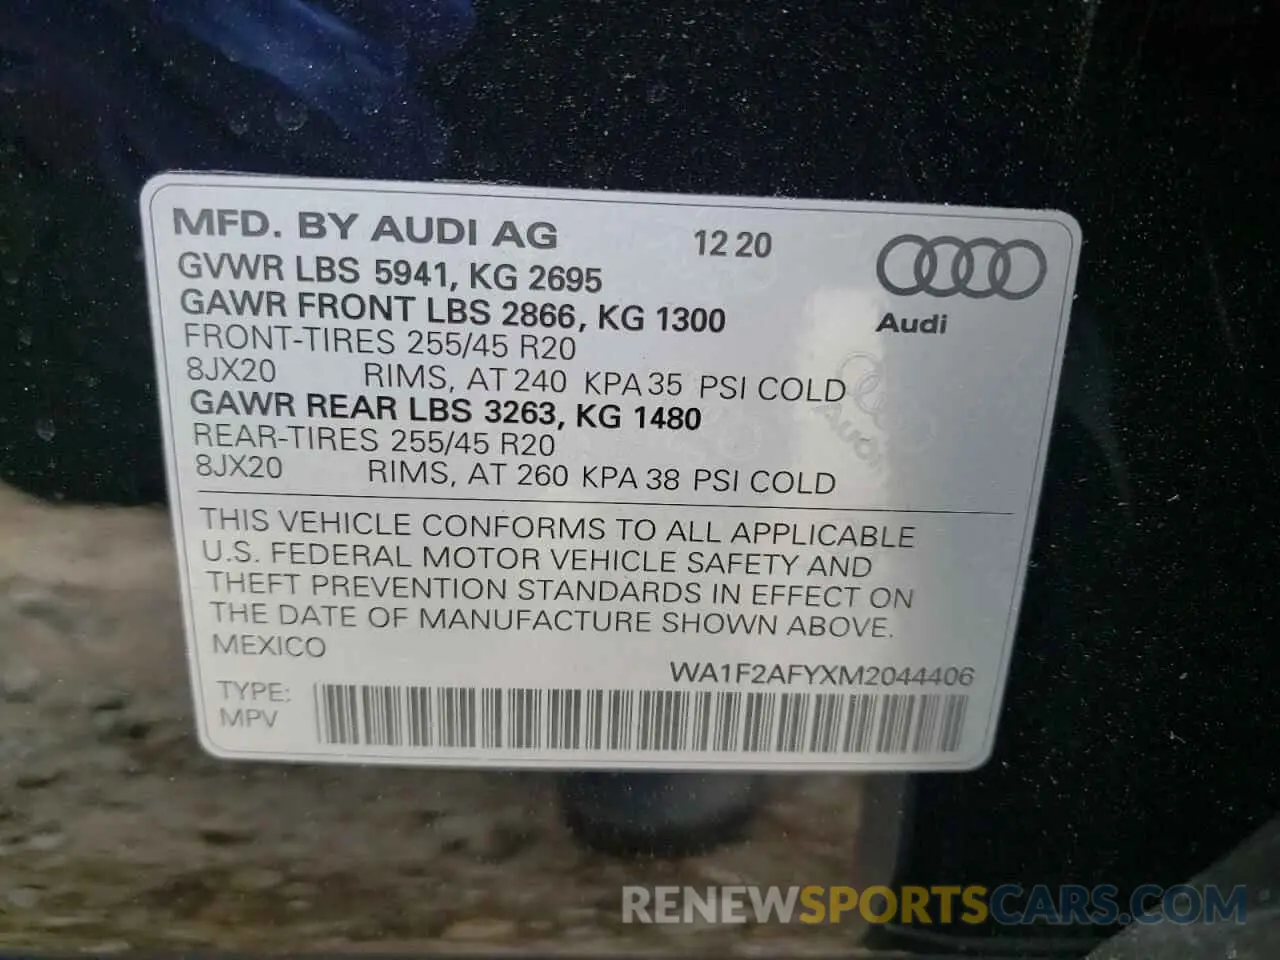 MFD. BY AUDI AG 12 20
GVWR LBS 5941, KG 2695
GAWR FRONT LBS 2866, KG 1300
Audi
FRONT-TIRES 255/45 R20
8JX20 RIMS, AT 240 KPA 35 PSI COLD
GAWR REAR LBS 3263, KG 1480
REAR-TIRES 255/45 R20
8JX20 RIMS, AT 260 KPA 38 PSI COLD
Audi
THIS VEHICLE CONFORMS TO ALL APPLICABLE
U.S. FEDERAL MOTOR VEHICLE SAFETY AND
THEFT PREVENTION STANDARDS IN EFFECT ON
THE DATE OF MANUFACTURE SHOWN ABOVE.
MEXICO
WA1F2AFYXM2044406
TYPE:
MPV
RENEWSPORTSCARS.COM